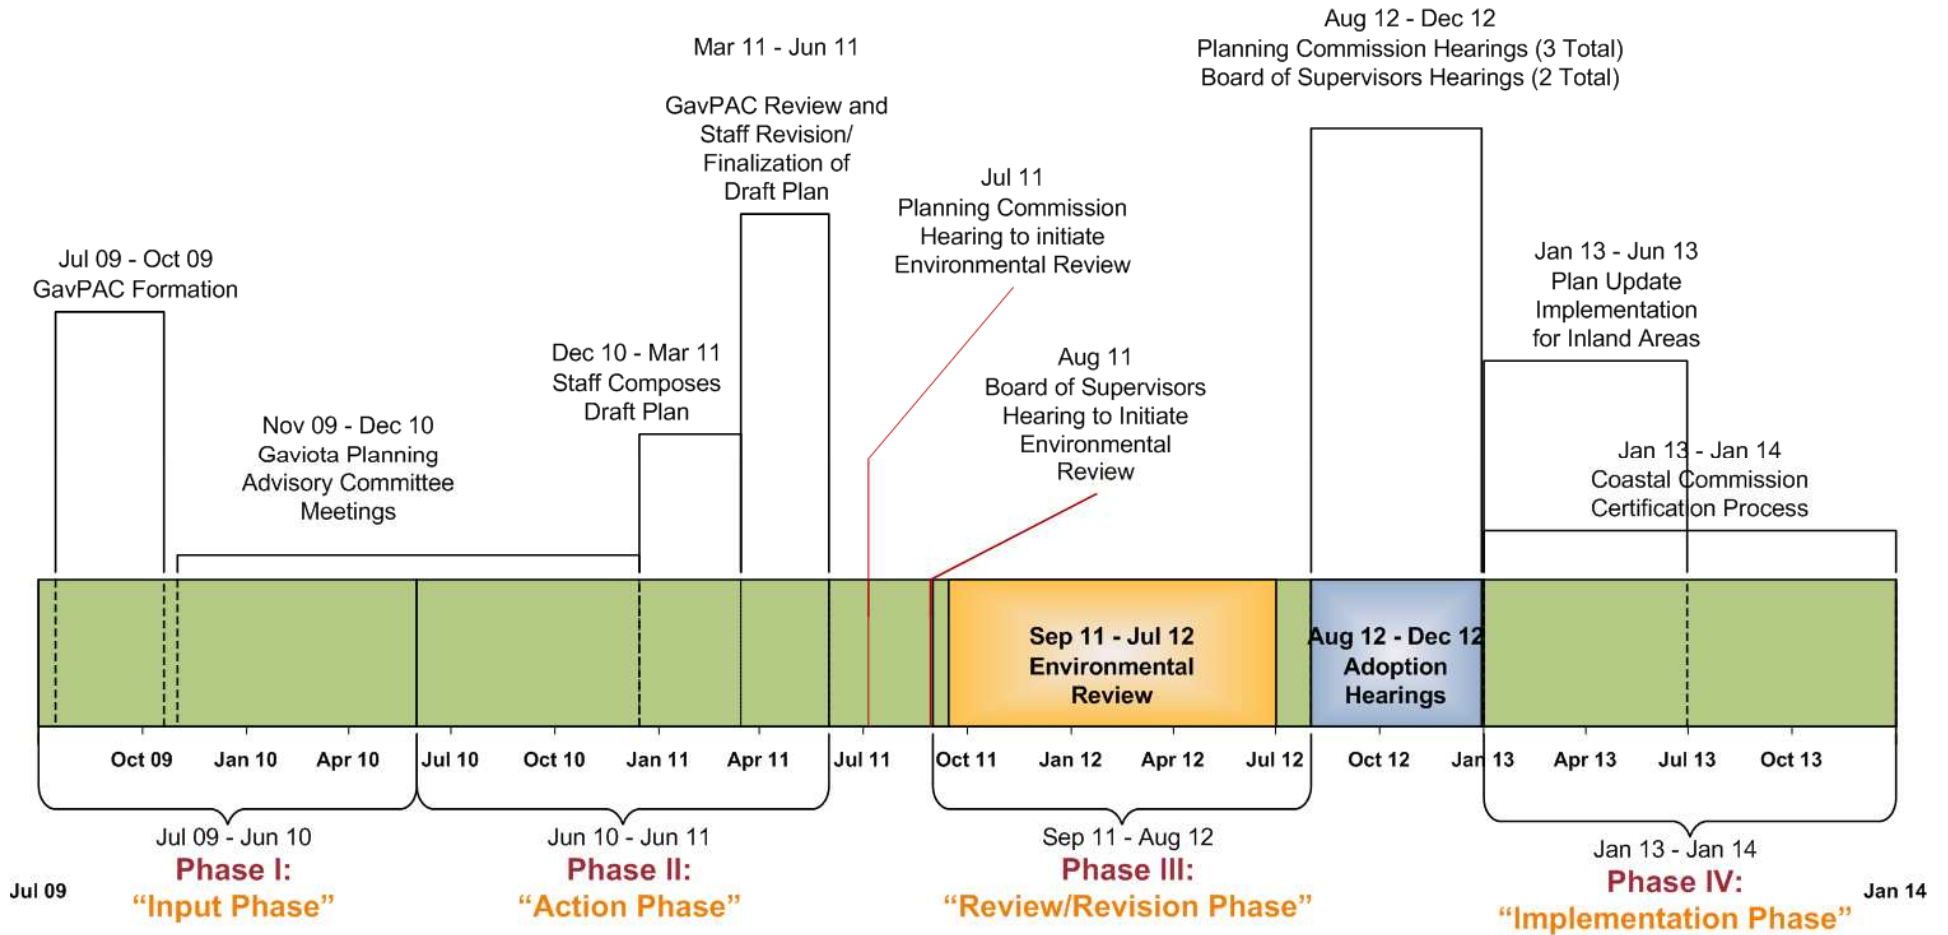 Jul 09 - Oct 09
GavPAC Formation
Nov 09 - Dec 10
Gaviota Planning
Advisory Committee
Meetings
Dec 10 - Mar 11
Staff Composes
Draft Plan
Mar 11 - Jun 11
GavPAC Review and
Staff Revision/
Finalization of
Draft Plan
Jul 11
Planning Commission
Hearing to initiate
Environmental Review
Aug 11
Board of Supervisors
Hearing to Initiate
Environmental
Review
Aug 12 - Dec 12
Planning Commission Hearings (3 Total)
Board of Supervisors Hearings (2 Total)
Jan 13 - Jun 13
Plan Update
Implementation
for Inland Areas
Jan 13 - Jan 14
Coastal Commission
Certification Process
Sep 11 - Jul 12
Environmental
Review
Aug 12 - Dec 12
Adoption
Hearings
Oct 09
Jan 10
Apr 10
Jul 10
Oct 10
Jan 11
Apr 11
Jul 11
Oct 11
Jan 12
Apr 12
Jul 12
Oct 12
Jan 13
Apr 13
Jul 13
Oct 13
Jul 09
Jul 09 - Jun 10
Phase I:
“Input Phase”
Jun 10 - Jun 11
Phase II:
“Action Phase”
Sep 11 - Aug 12
Phase III:
“Review/Revision Phase”
Jan 13 - Jan 14
Phase IV:
“Implementation Phase”
Jan 14